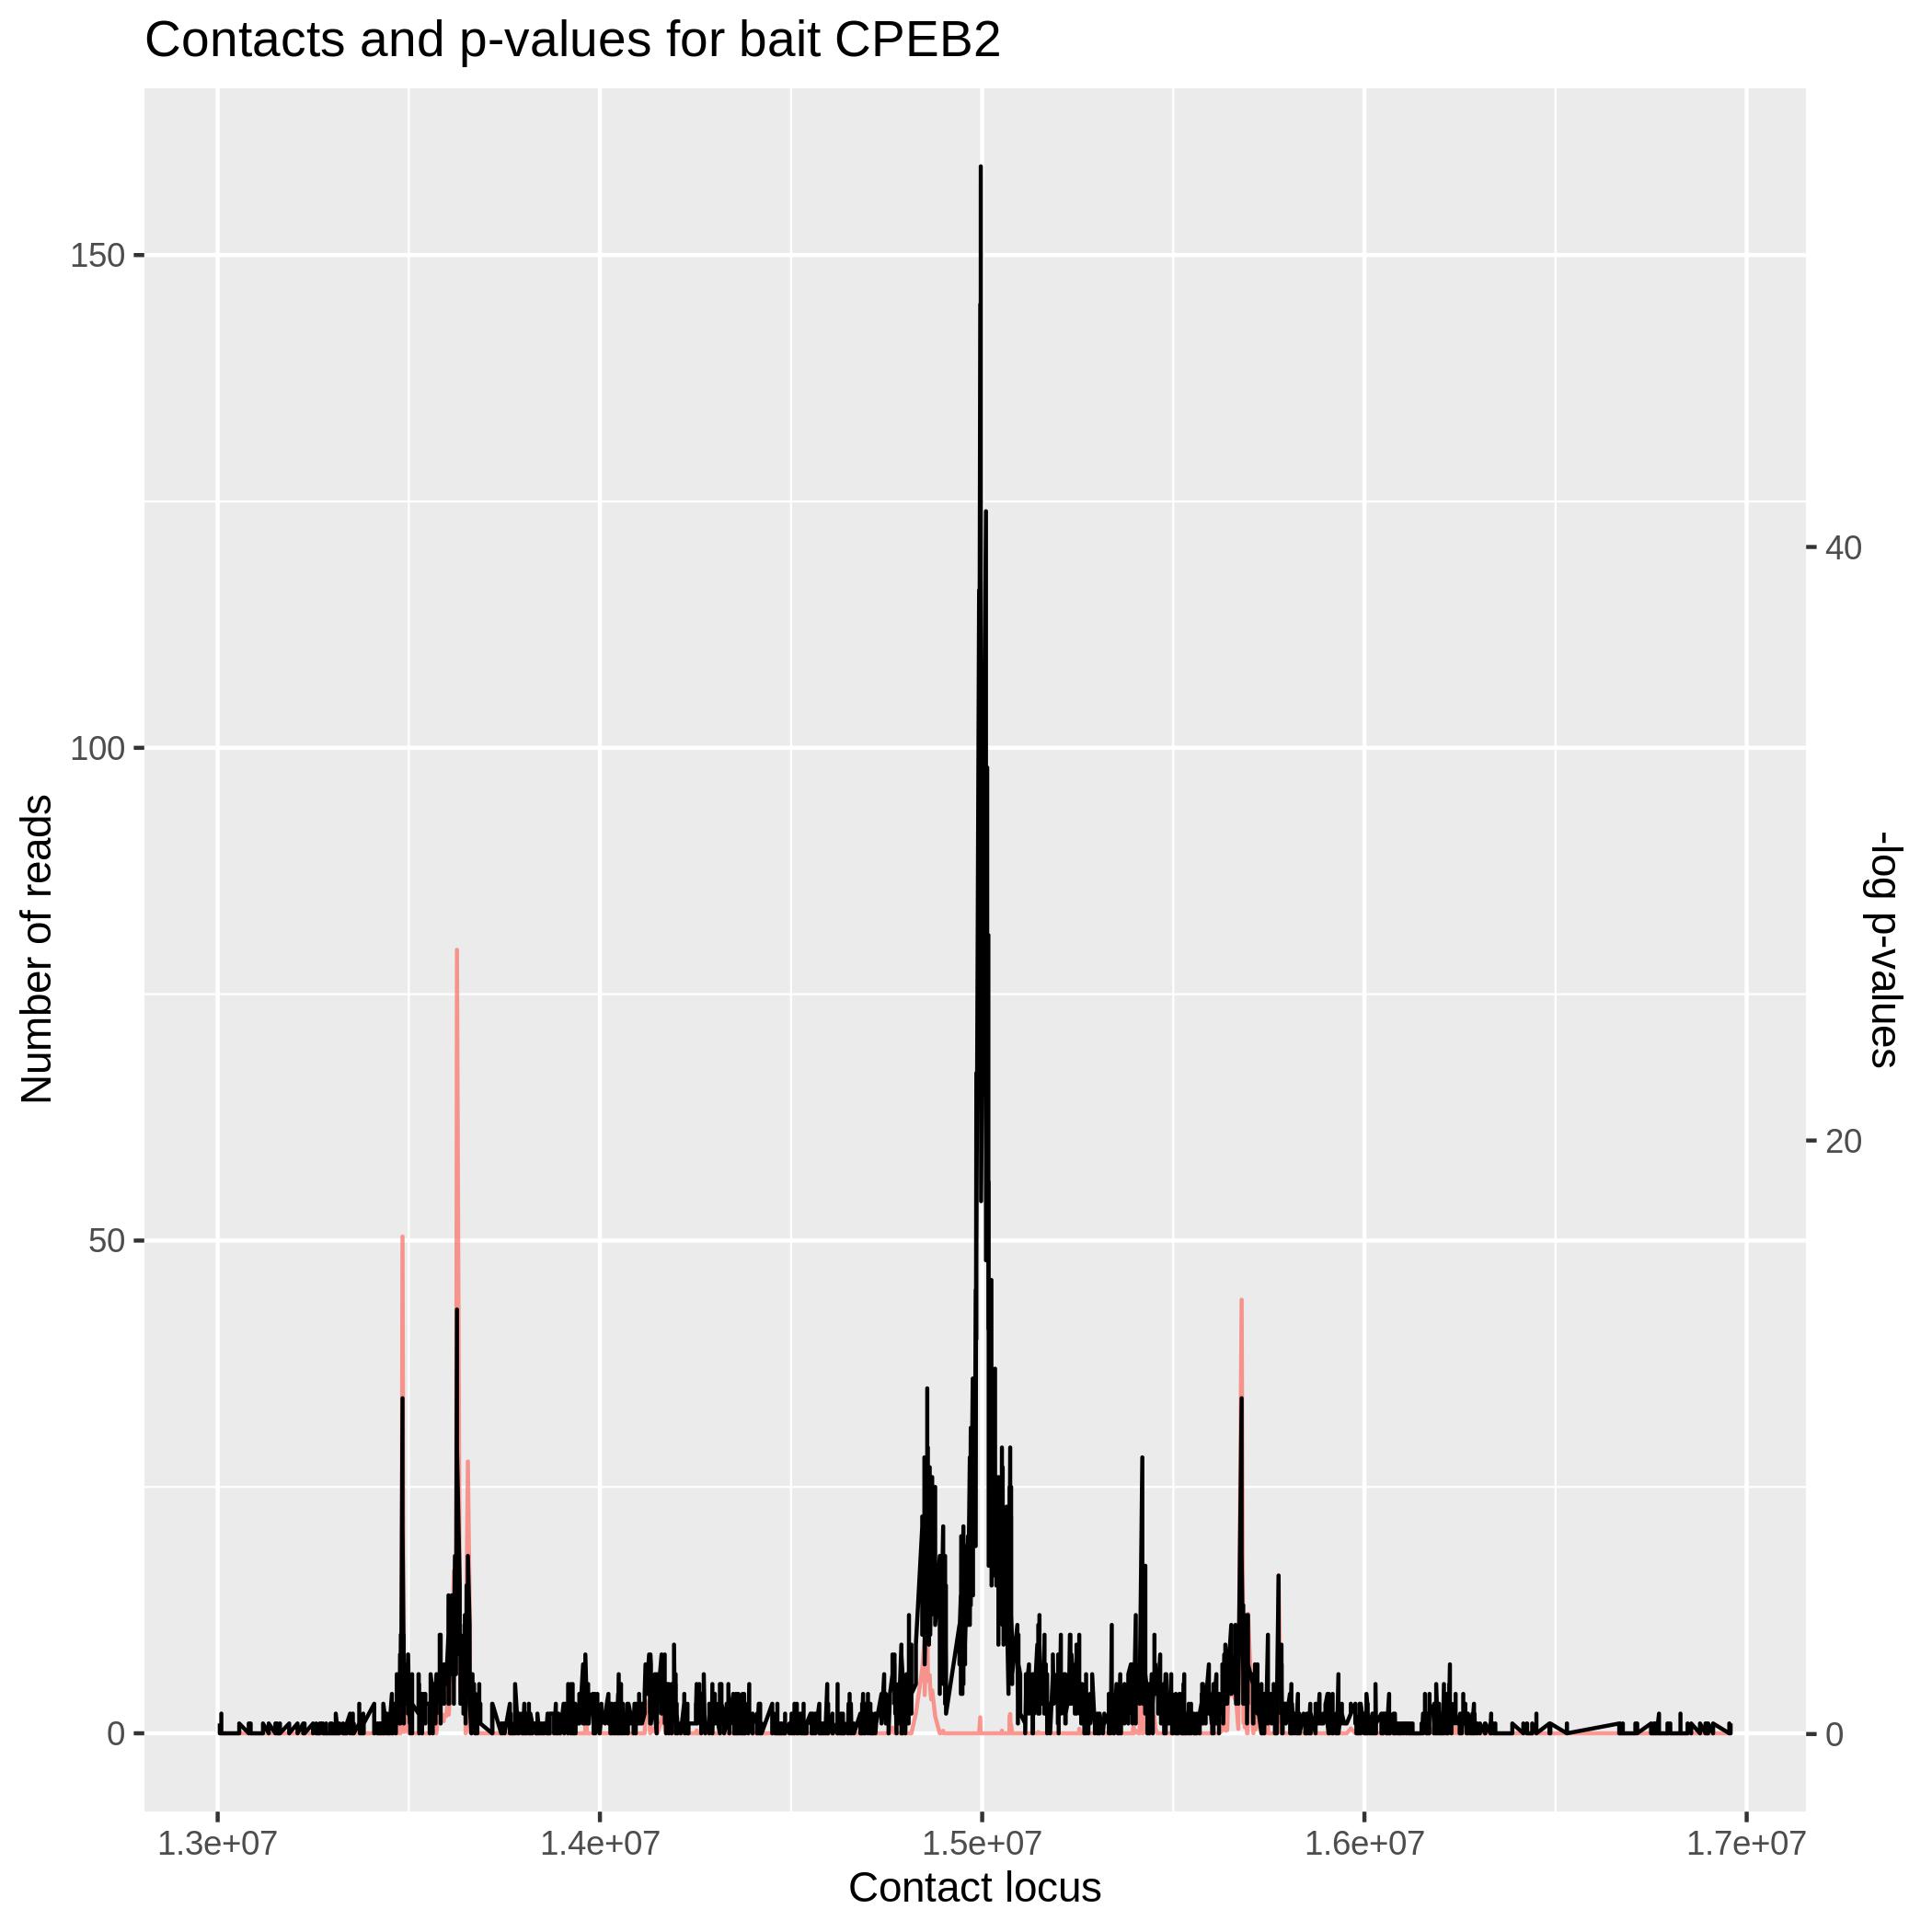 Contacts and p-values for bait CPEB2
150
100
50
0
Number of reads
40
20
0
-log p-values
1.3e+07 1.4e+07 1.5e+07 1.6e+07 1.7e+07
Contact locus